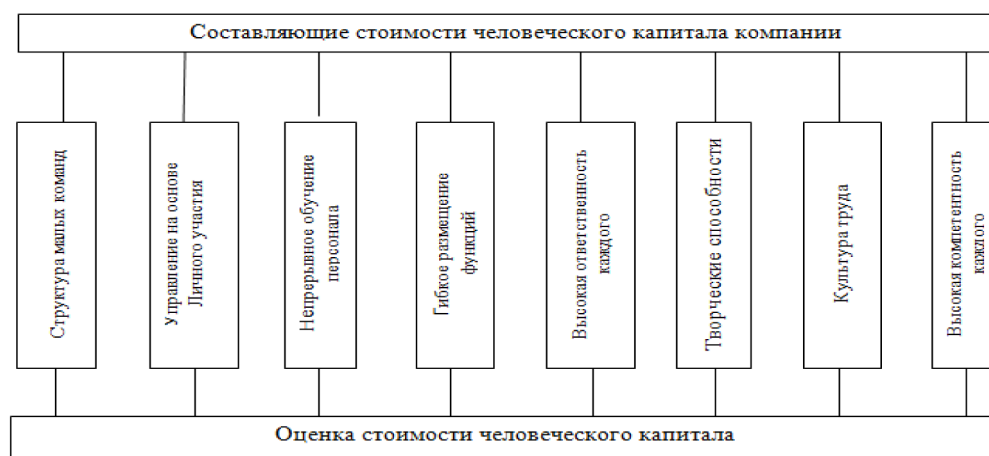 Составляющие стоимости человеческого капитала компании
Структура малых команд
Управление на основе
Личного участия
Непрерывное обучение
персонала
Гибкое размещение
функций
Высокая ответственность
каждого
Творческие способности
Культура труда
Высокая компетентность
каждого
Оценка стоимости человеческого капитала